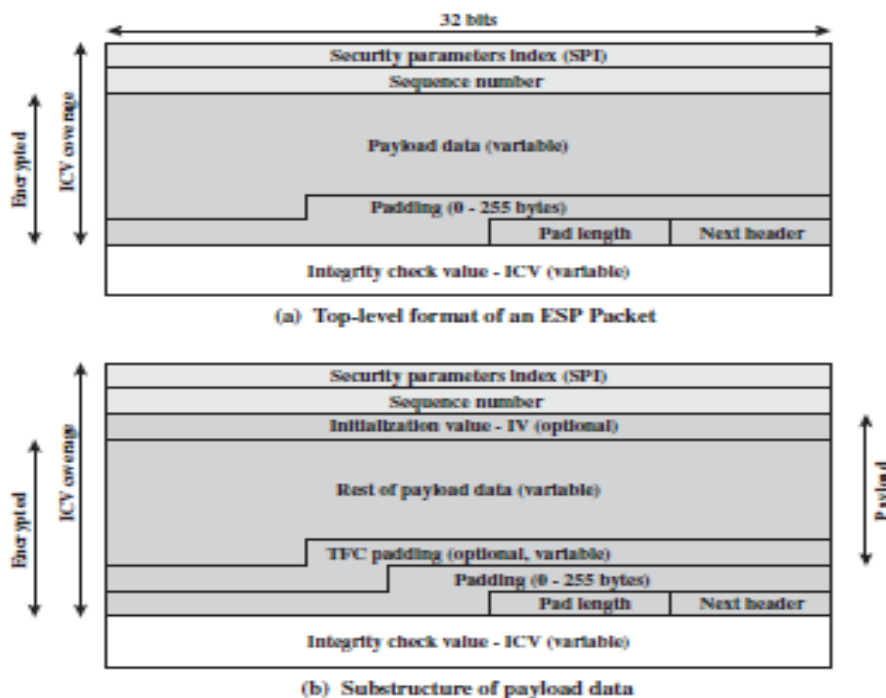 32 bits
Security parameters index (SPI)
Sequence number
Encrypted
ICV coverage
Payload data (variable)
Padding (0 - 255 bytes)
Pad length
Next header
Integrity check value - ICV (variable)
(a) Top-level format of an ESP Packet
Security parameters index (SPI)
Sequence number
Initialization value - IV (optional)
Encrypted
ICV coverage
Rest of payload data (variable)
Payload
TFC padding (optional, variable)
Padding (0 - 255 bytes)
Pad length
Next header
Integrity check value - ICV (variable)
(b) Substructure of payload data